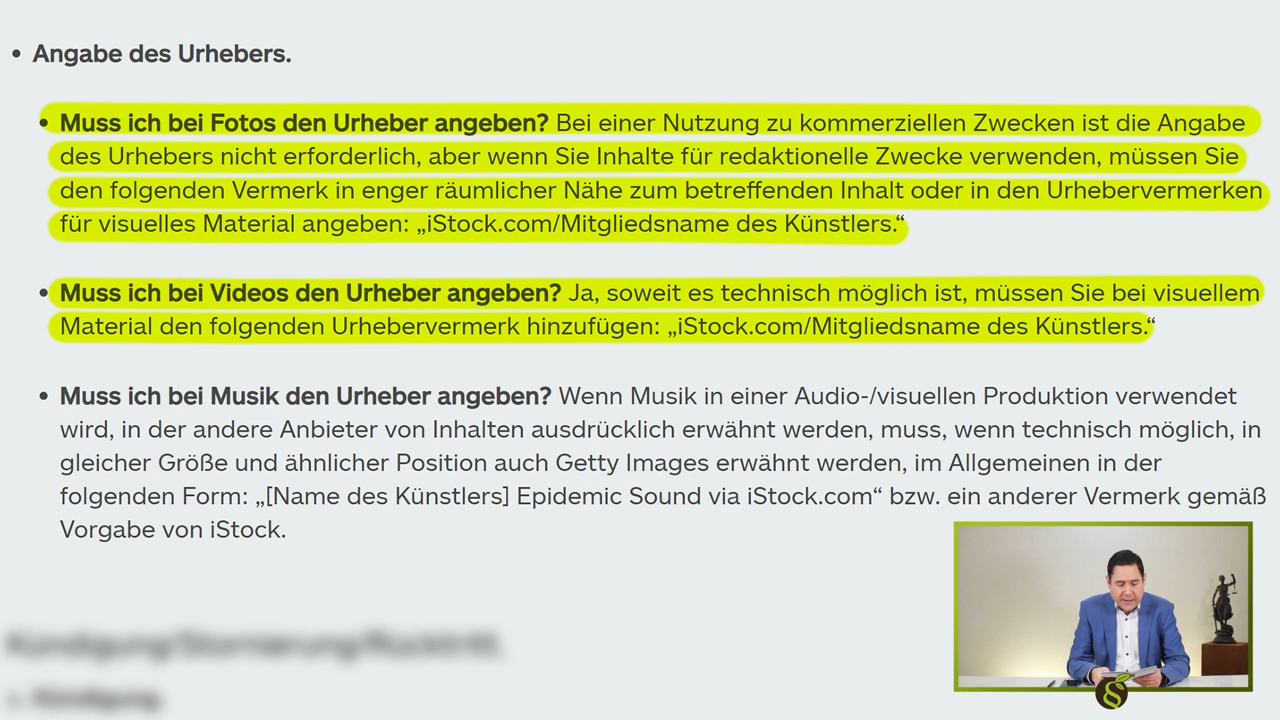 • Angabe des Urhebers.
• Muss ich bei Fotos den Urheber angeben? Bei einer Nutzung zu kommerziellen Zwecken ist die Angabe
des Urhebers nicht erforderlich, aber wenn Sie Inhalte für redaktionelle Zwecke verwenden, müssen Sie
den folgenden Vermerk in enger räumlicher Nähe zum betreffenden Inhalt oder in den Urhebervermerken
für visuelles Material angeben: „iStock.com/Mitgliedsname des Künstlers.“
• Muss ich bei Videos den Urheber angeben? Ja, soweit es technisch möglich ist, müssen Sie bei visuellem
Material den folgenden Urhebervermerk hinzufügen: „iStock.com/Mitgliedsname des Künstlers.“
• Muss ich bei Musik den Urheber angeben? Wenn Musik in einer Audio-/visuellen Produktion verwendet
wird, in der andere Anbieter von Inhalten ausdrücklich erwähnt werden, muss, wenn technisch möglich, in
gleicher Größe und ähnlicher Position auch Getty Images erwähnt werden, im Allgemeinen in der
folgenden Form: „[Name des Künstlers] Epidemic Sound via iStock.com“ bzw. ein anderer Vermerk gemäß
Vorgabe von iStock.
Kündigung/Stornierung/Rücktritt.
Kündigung.
§